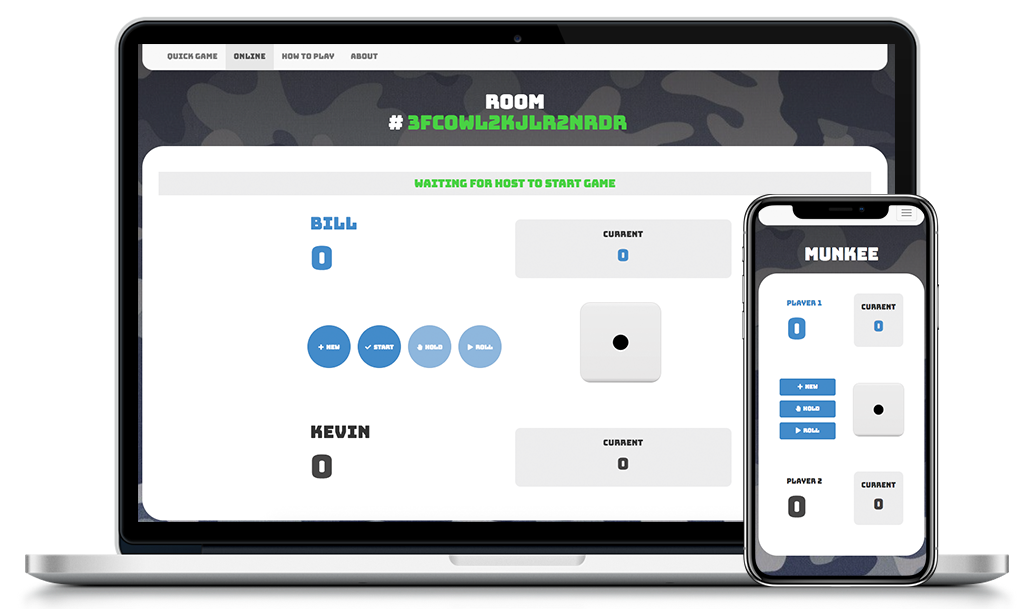 QUICK GAME ONLINE HOW TO PLAY ABOUT
ROOM
# 3FCOWL2KJLR2NRDR
WAITING FOR HOST TO START GAME
BILL
0
CURRENT
0
+ NEW
START
HOLD
ROLL
KEVIN
0
CURRENT
0
MUNKEE
PLAYER 1
0
CURRENT
0
+ NEW
HOLD
ROLL
PLAYER 2
0
CURRENT
0